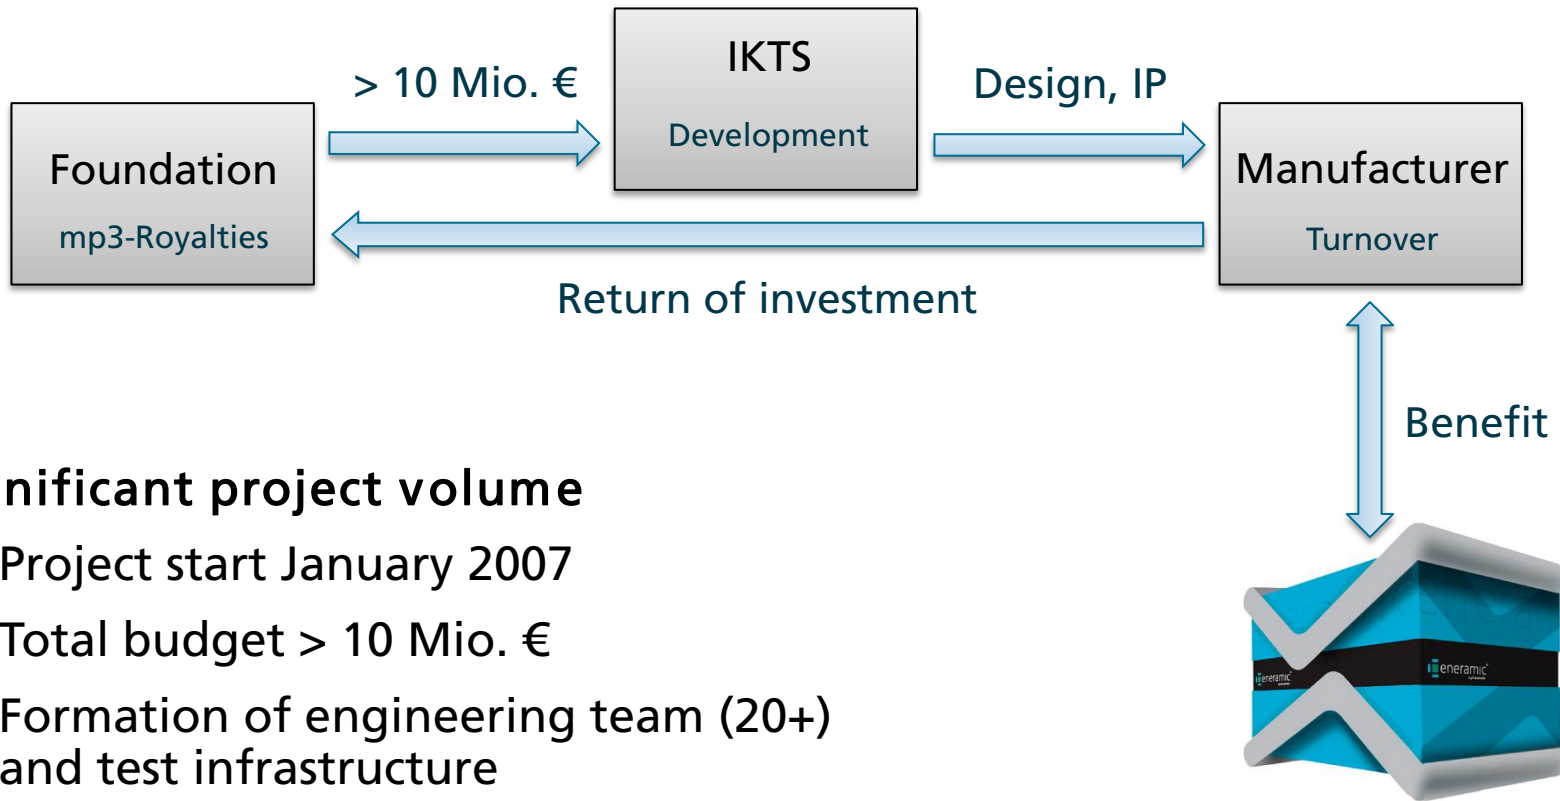 IKTS
Development
> 10 Mio. €
Design, IP
Foundation
mp3-Royalties
Manufacturer
Turnover
Return of investment
Benefit
nificant project volume
Project start January 2007
Total budget > 10 Mio. €
Formation of engineering team (20+)
and test infrastructure
eneramic
eneramic